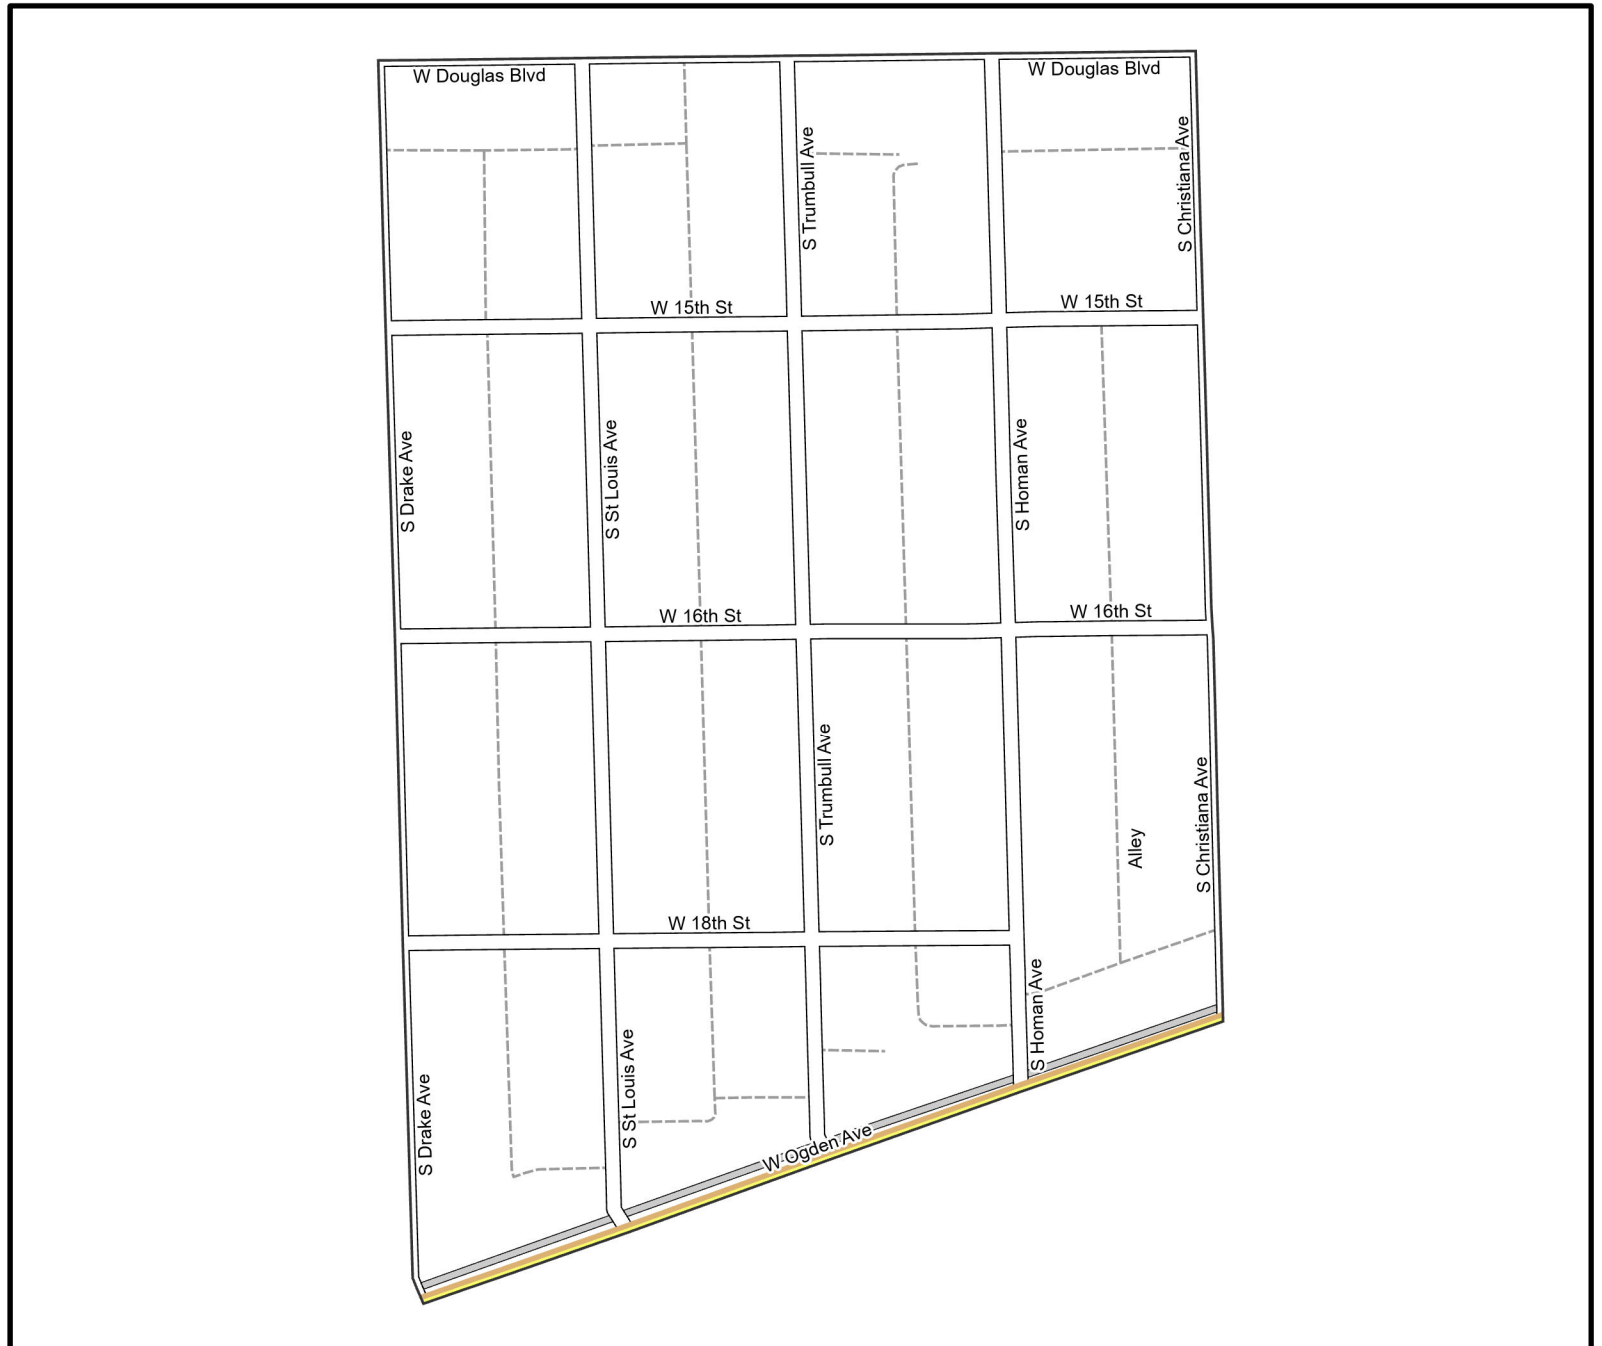 W Douglas Blvd
W Douglas Blvd
S Trumbull Ave
S Christiana Ave
W 15th St
W 15th St
S Drake Ave
S St Louis Ave
S Homan Ave
W 16th St
W 16th St
S Trumbull Ave
S Christiana Ave
Alley
W 18th St
S Homan Ave
S Drake Ave
S St Louis Ave
W Ogden Ave